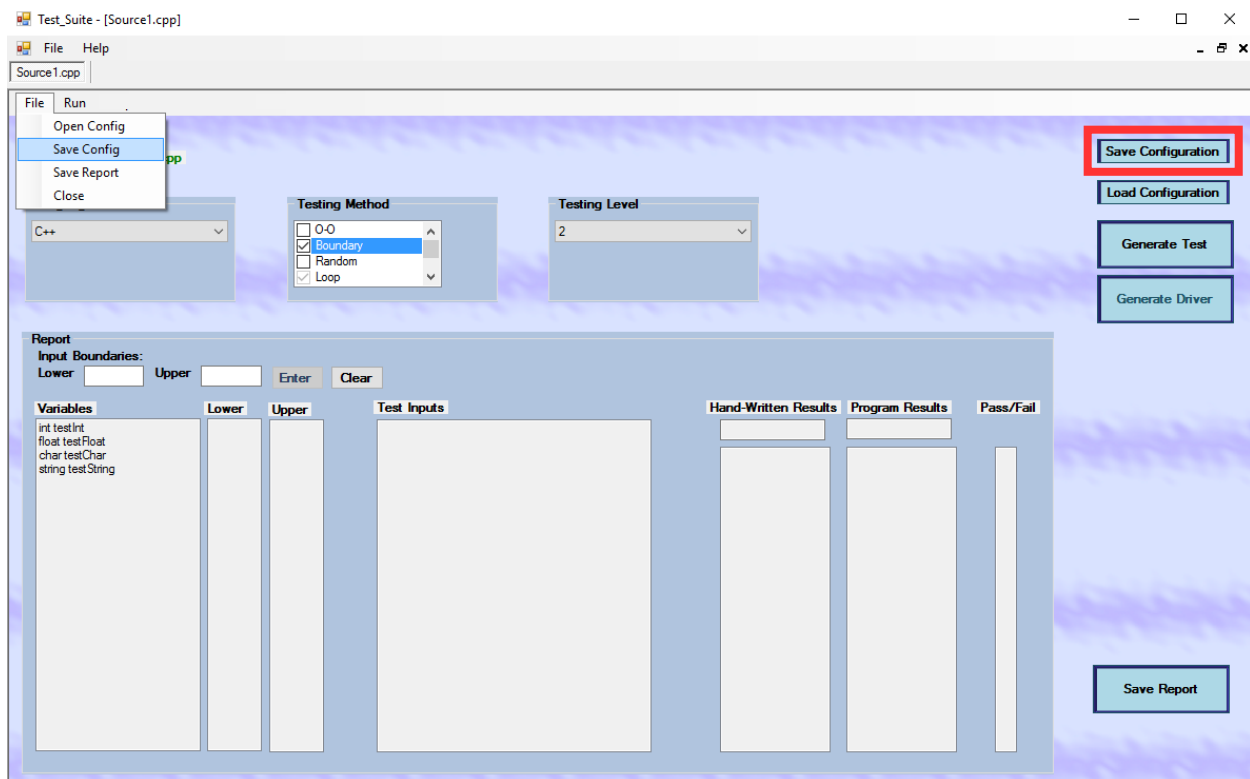 Test_Suite - [Source1.cpp]
File Help
Source1.cpp
File Run
Open Config
Save Config
Save Report
Close
pp
Save Configuration
Load Configuration
Generate Test
Generate Driver
C++
Testing Method
O-O
Boundary
Random
Loop
Testing Level
2
Report
Input Boundaries:
Lower Upper Enter Clear
Variables Lower Upper Test Inputs Hand-Written Results Program Results Pass/Fail
int testInt
float testFloat
char testChar
string testString
Save Report